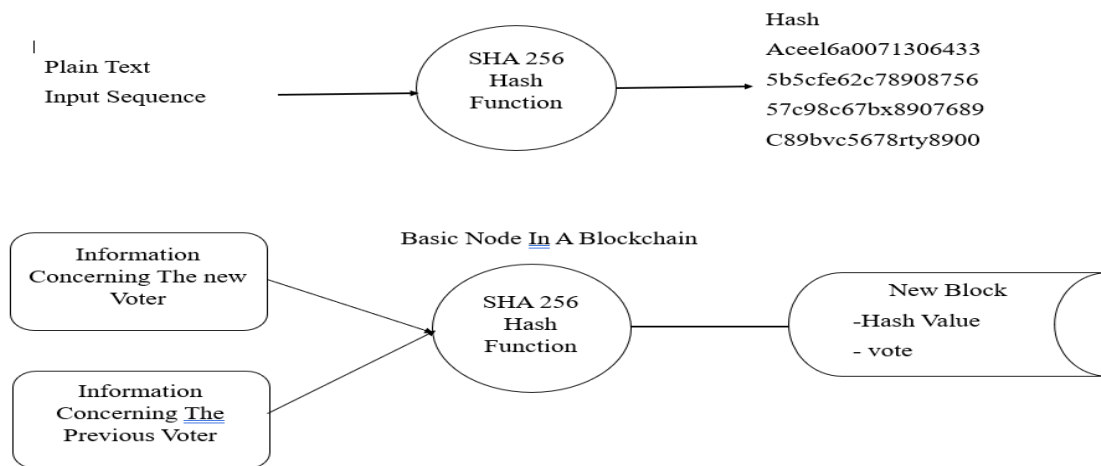 Plain Text
Input Sequence
SHA 256
Hash
Function
Hash
Aceel6a0071306433
5b5cfe62c78908756
57c98c67bx8907689
C89bvc5678rty8900
Basic Node In A Blockchain
Information
Concerning The new
Voter
Information
Concerning The
Previous Voter
SHA 256
Hash
Function
New Block
-Hash Value
- vote